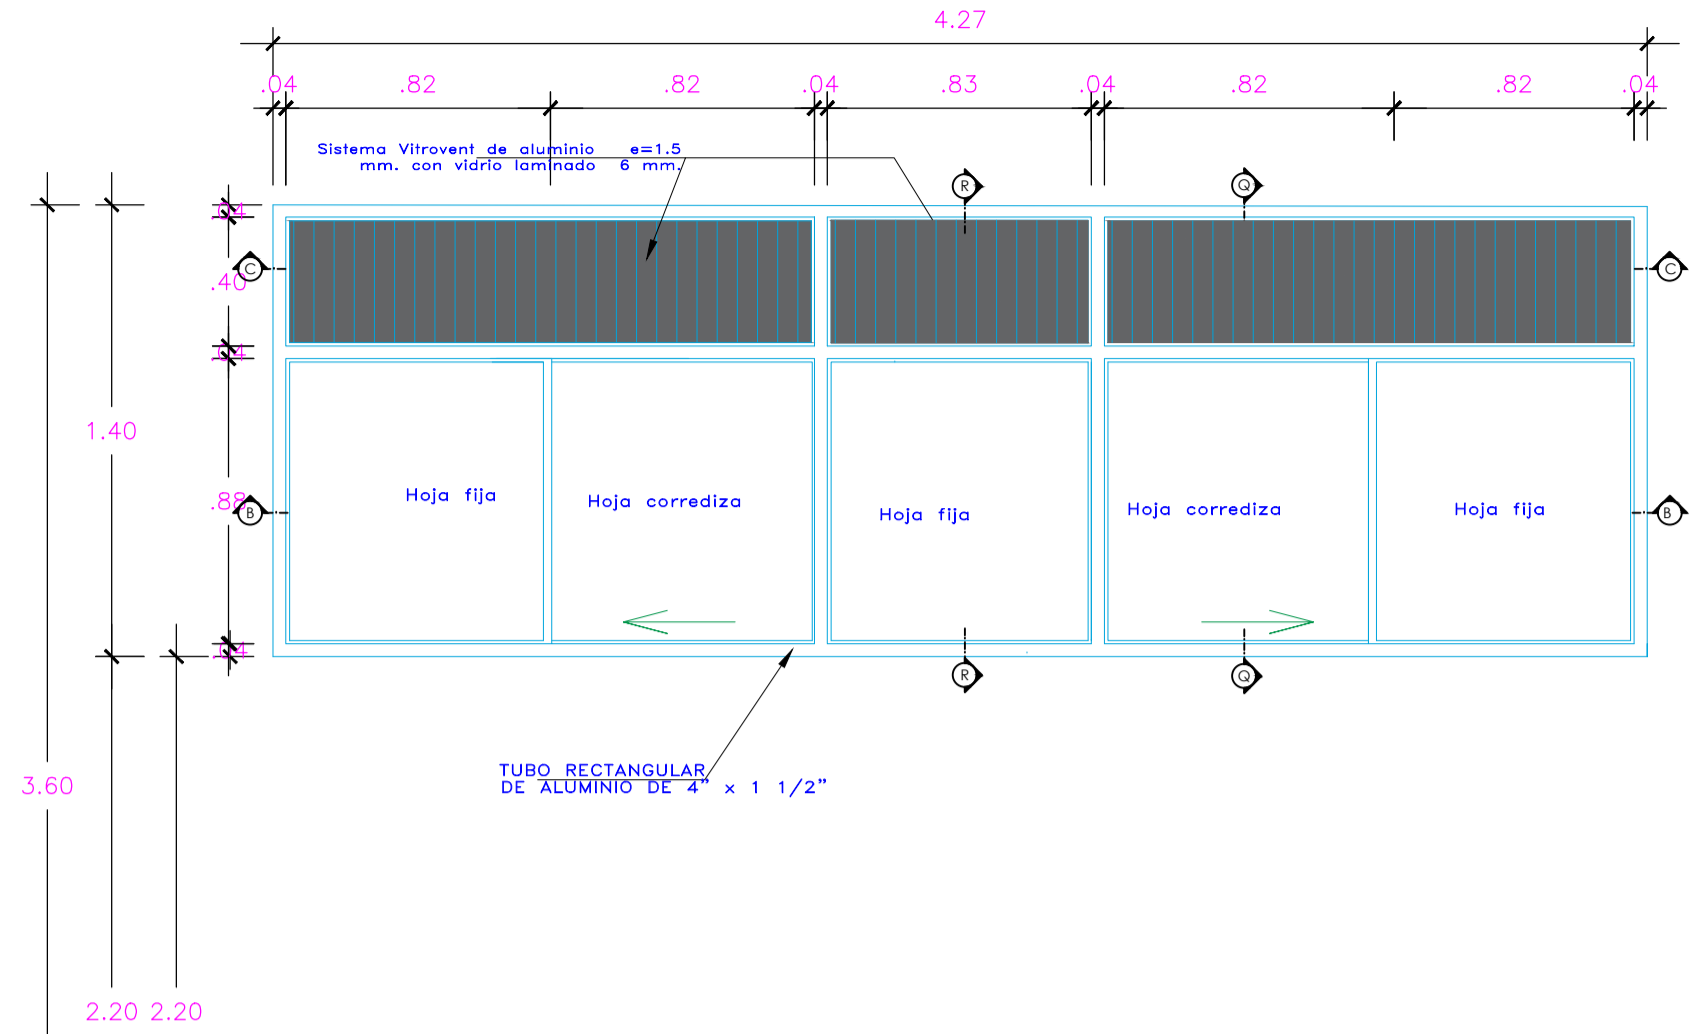 4.27
.04 .82 .82 .04 .83 .04 .82 .82 .04
Sistema Vitrovent de aluminio e=1.5
mm. con vidrio laminado 6 mm.
R Q
.04
C .40 C
.04
1.40
.88
Hoja fija Hoja corrediza Hoja fija Hoja corrediza Hoja fija
B B
.04
R Q
TUBO RECTANGULAR
DE ALUMINIO DE 4” x 1 1/2”
3.60
2.20 2.20